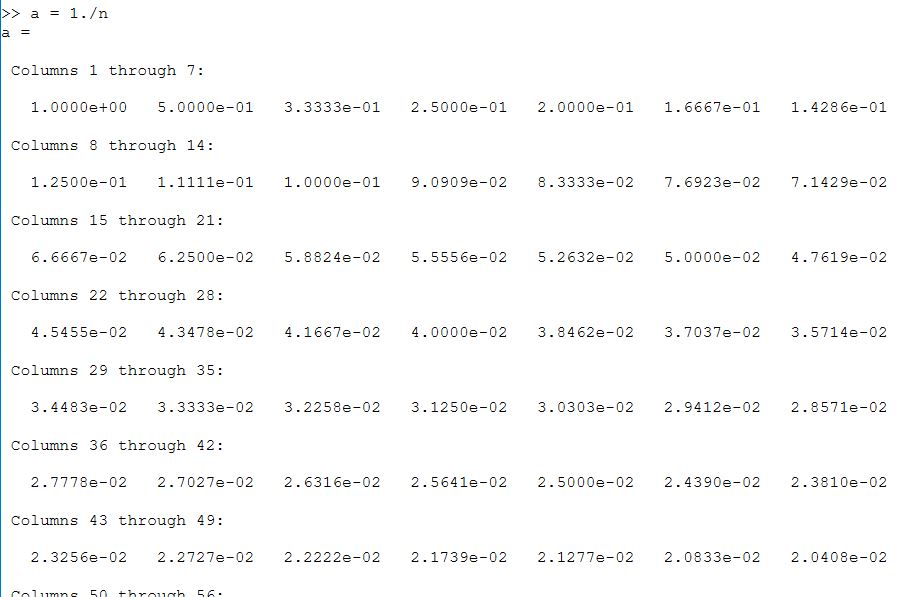 >> a = 1./n
a =
Columns 1 through 7:
1.0000e+00 5.0000e-01 3.3333e-01 2.5000e-01 2.0000e-01 1.6667e-01 1.4286e-01
Columns 8 through 14:
1.2500e-01 1.1111e-01 1.0000e-01 9.0909e-02 8.3333e-02 7.6923e-02 7.1429e-02
Columns 15 through 21:
6.6667e-02 6.2500e-02 5.8824e-02 5.5556e-02 5.2632e-02 5.0000e-02 4.7619e-02
Columns 22 through 28:
4.5455e-02 4.3478e-02 4.1667e-02 4.0000e-02 3.8462e-02 3.7037e-02 3.5714e-02
Columns 29 through 35:
3.4483e-02 3.3333e-02 3.2258e-02 3.1250e-02 3.0303e-02 2.9412e-02 2.8571e-02
Columns 36 through 42:
2.7778e-02 2.7027e-02 2.6316e-02 2.5641e-02 2.5000e-02 2.4390e-02 2.3810e-02
Columns 43 through 49:
2.3256e-02 2.2727e-02 2.2222e-02 2.1739e-02 2.1277e-02 2.0833e-02 2.0408e-02
Columns 50 through 56: